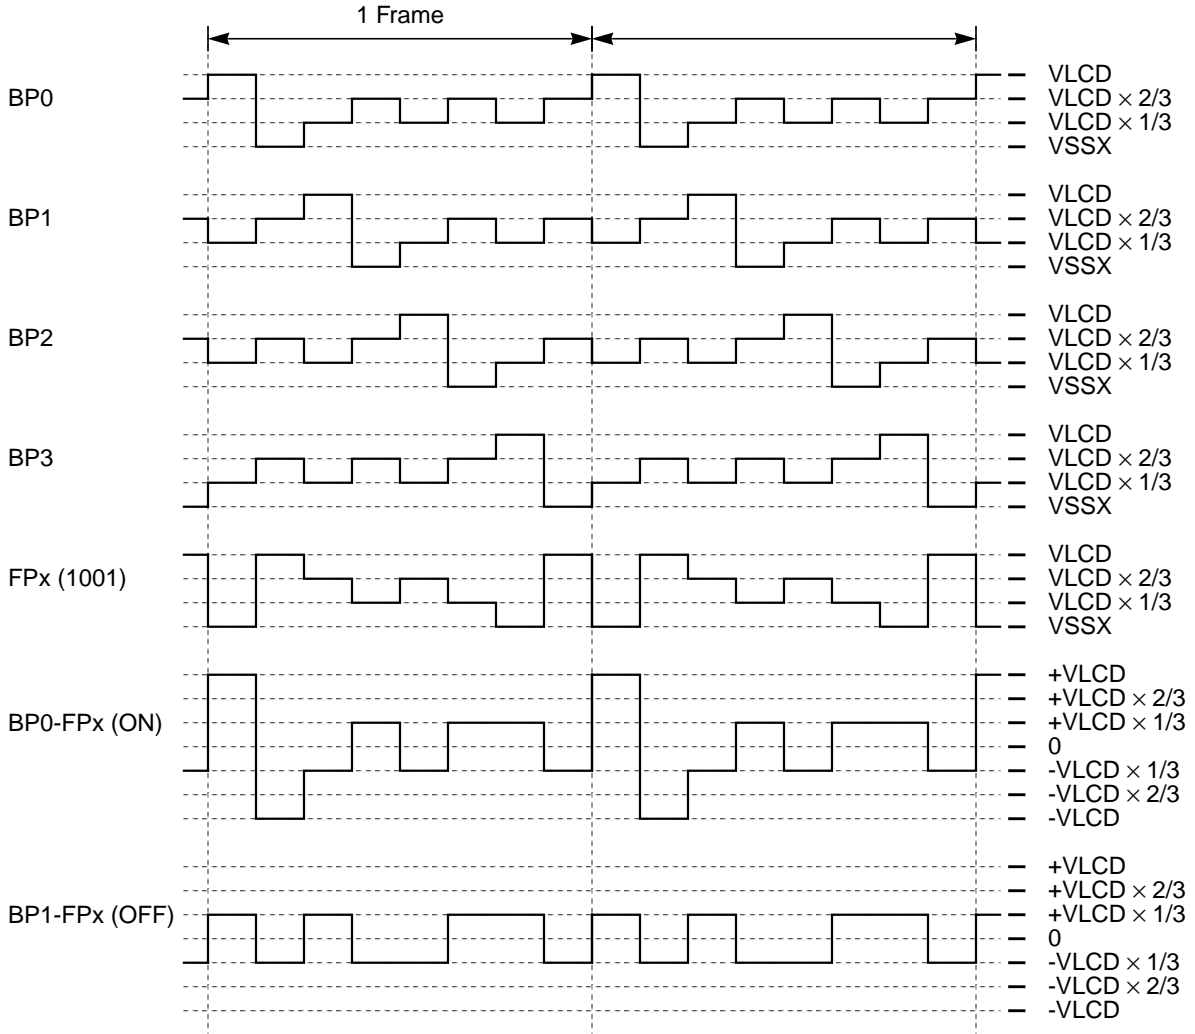 1 Frame
BP0
VLCD
VLCD × 2/3
VLCD × 1/3
VSSX
BP1
VLCD
VLCD × 2/3
VLCD × 1/3
VSSX
BP2
VLCD
VLCD × 2/3
VLCD × 1/3
VSSX
BP3
VLCD
VLCD × 2/3
VLCD × 1/3
VSSX
FPx (1001)
VLCD
VLCD × 2/3
VLCD × 1/3
VSSX
BP0-FPx (ON)
+VLCD
+VLCD × 2/3
+VLCD × 1/3
0
-VLCD × 1/3
-VLCD × 2/3
-VLCD
BP1-FPx (OFF)
+VLCD
+VLCD × 2/3
+VLCD × 1/3
0
-VLCD × 1/3
-VLCD × 2/3
-VLCD